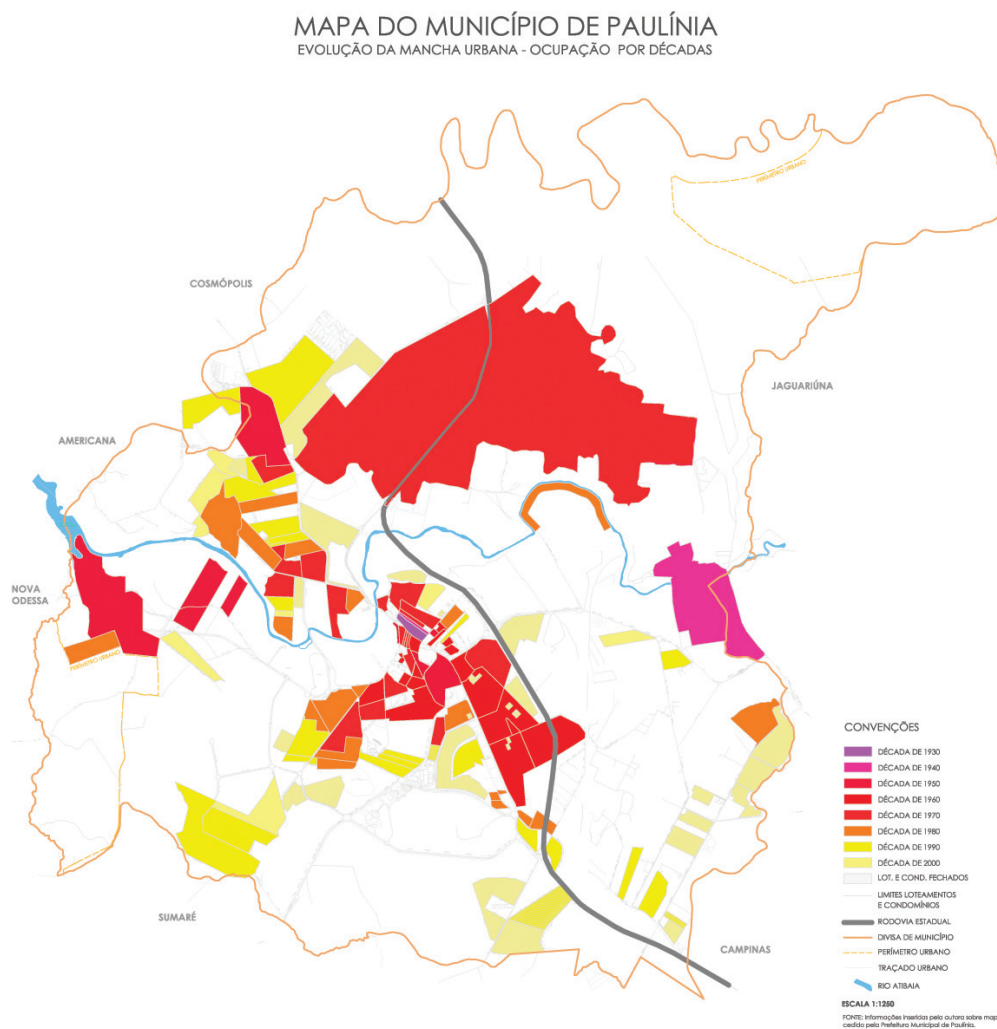 MAPA DO MUNICÍPIO DE PAULÍNIA
EVOLUÇÃO DA MANCHA URBANA - OCUPAÇÃO POR DÉCADAS
PERÍMETRO URBANO
COSMÓPOLIS
JAGUARIÚNA
AMERICANA
NOVA
ODESSA
PERÍMETRO URBANO
SUMARÉ
CAMPINAS
CONVENÇÕES
DÉCADA DE 1930
DÉCADA DE 1940
DÉCADA DE 1950
DÉCADA DE 1960
DÉCADA DE 1970
DÉCADA DE 1980
DÉCADA DE 1990
DÉCADA DE 2000
LOT. E COND. FECHADOS
LIMITES LOTEAMENTOS
E CONDOMÍNIOS
RODOVIA ESTADUAL
DIVISA DE MUNICÍPIO
PERÍMETRO URBANO
TRAÇADO URBANO
RIO ATIBAIA
ESCALA 1:1250
FONTE: Informações inseridas pela autora sobre map
cedido pela Prefeitura Municipal de Paulínia.